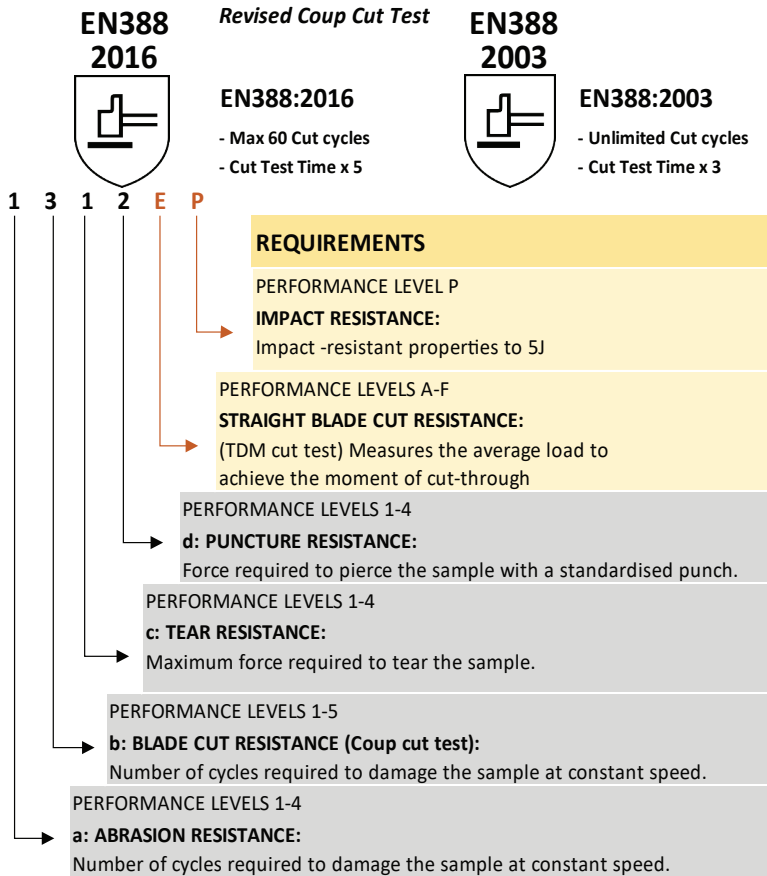 EN388
2016
Revised Coup Cut Test
EN388
2003
EN388:2016
- Max 60 Cut cycles
- Cut Test Time x 5
EN388:2003
- Unlimited Cut cycles
- Cut Test Time x 3
1 3 1 2 E P
REQUIREMENTS
PERFORMANCE LEVEL P
IMPACT RESISTANCE:
Impact -resistant properties to 5J
PERFORMANCE LEVELS A-F
STRAIGHT BLADE CUT RESISTANCE:
(TDM cut test) Measures the average load to
achieve the moment of cut-through
PERFORMANCE LEVELS 1-4
d: PUNCTURE RESISTANCE:
Force required to pierce the sample with a standardised punch.
PERFORMANCE LEVELS 1-4
c: TEAR RESISTANCE:
Maximum force required to tear the sample.
PERFORMANCE LEVELS 1-5
b: BLADE CUT RESISTANCE (Coup cut test):
Number of cycles required to damage the sample at constant speed.
PERFORMANCE LEVELS 1-4
a: ABRASION RESISTANCE:
Number of cycles required to damage the sample at constant speed.